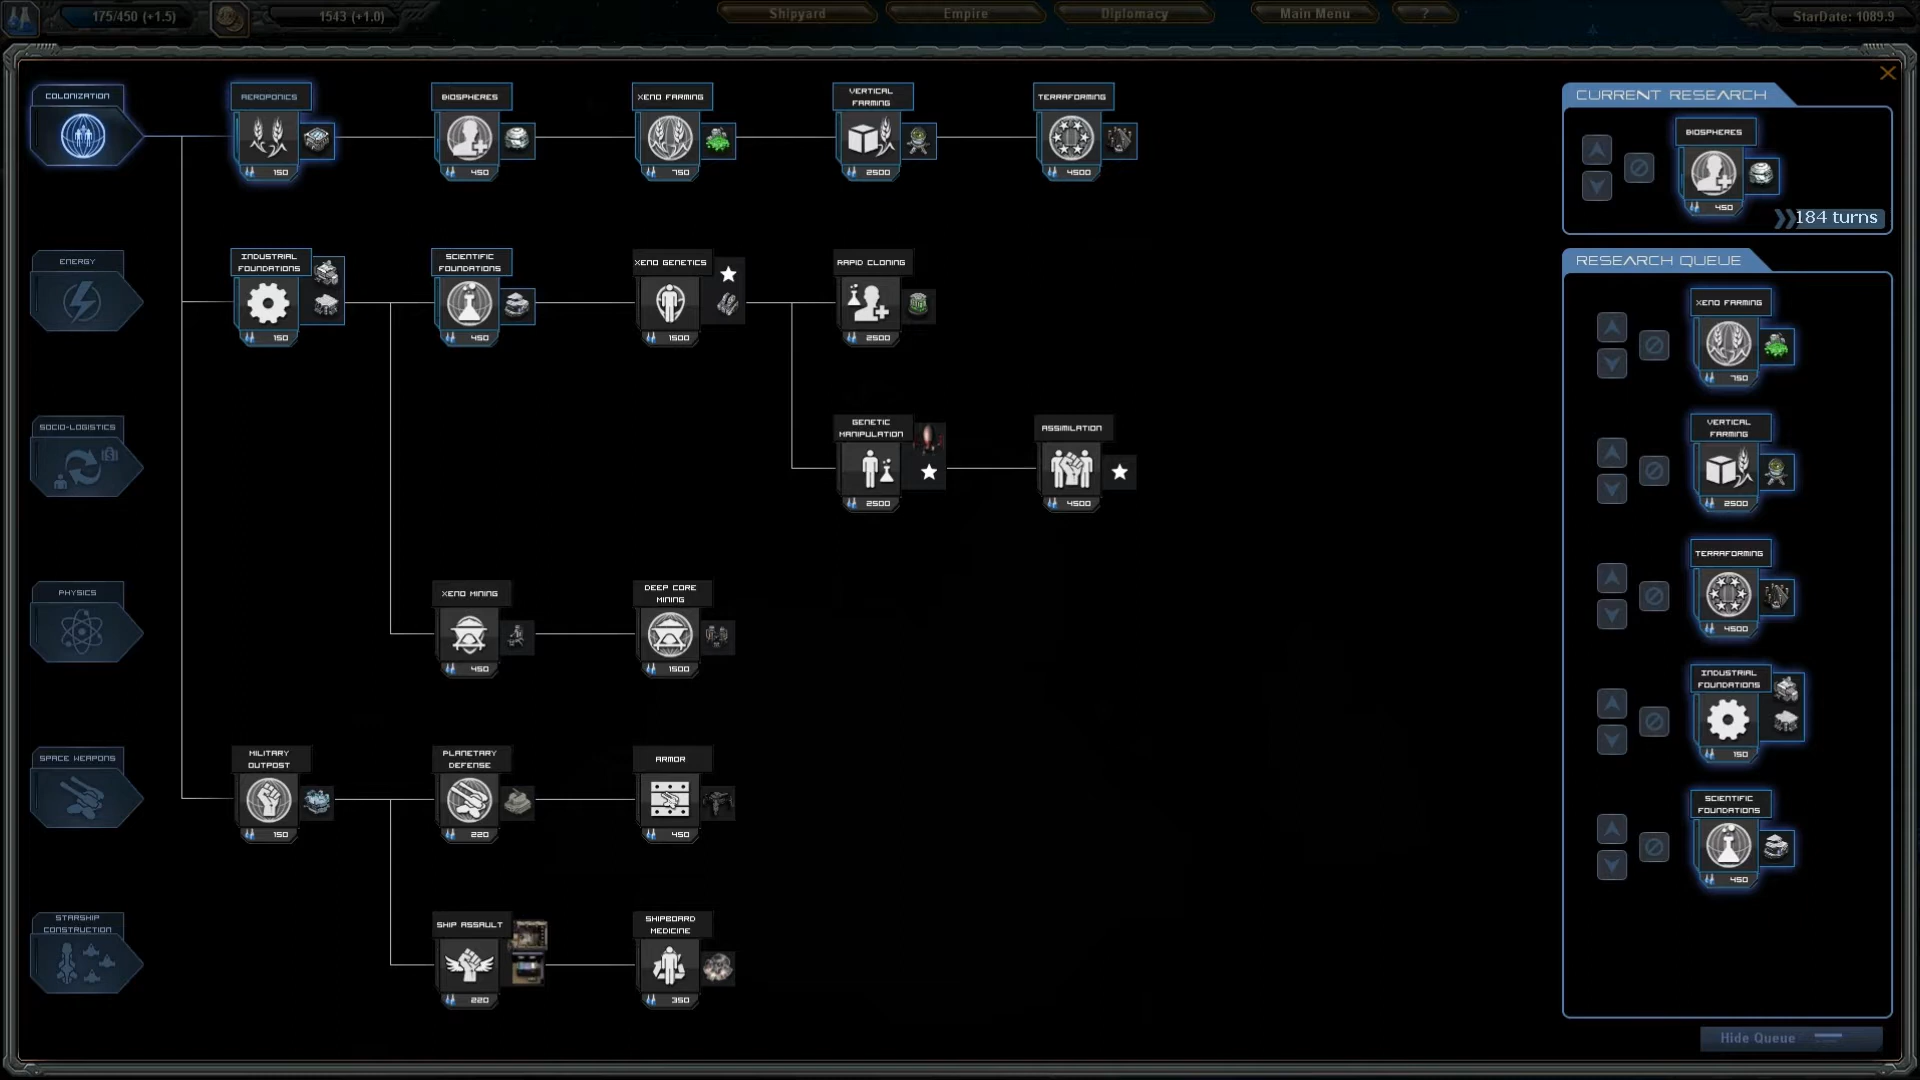 175/450 (+1.5)
1543 (+1.0)
Shipyard
Empire
Diplomacy
Main Menu
?
StarDate: 1089.9
COLONIZATION
ENERGY
SOCIO-LOGISTICS
PHYSICS
SPACE WEAPONS
STARSHIP
CONSTRUCTION
AEROPONICS
150
BIOSPHERES
450
XENO FARMING
750
VERTICAL
FARMING
2500
TERRAFORMING
4500
INDUSTRIAL
FOUNDATIONS
150
SCIENTIFIC
FOUNDATIONS
450
XENO GENETICS
1500
RAPID CLONING
2500
GENETIC
MANIPULATION
2500
ASSIMILATION
4500
XENO MINING
450
DEEP CORE
MINING
1500
MILITARY
OUTPOST
150
PLANETARY
DEFENSE
220
ARMOR
450
SHIP ASSAULT
220
SHIPBOARD
MEDICINE
350
CURRENT RESEARCH
BIOSPHERES
450
184 turns
RESEARCH QUEUE
XENO FARMING
750
VERTICAL
FARMING
2500
TERRAFORMING
4500
INDUSTRIAL
FOUNDATIONS
150
SCIENTIFIC
FOUNDATIONS
450
Hide Queue